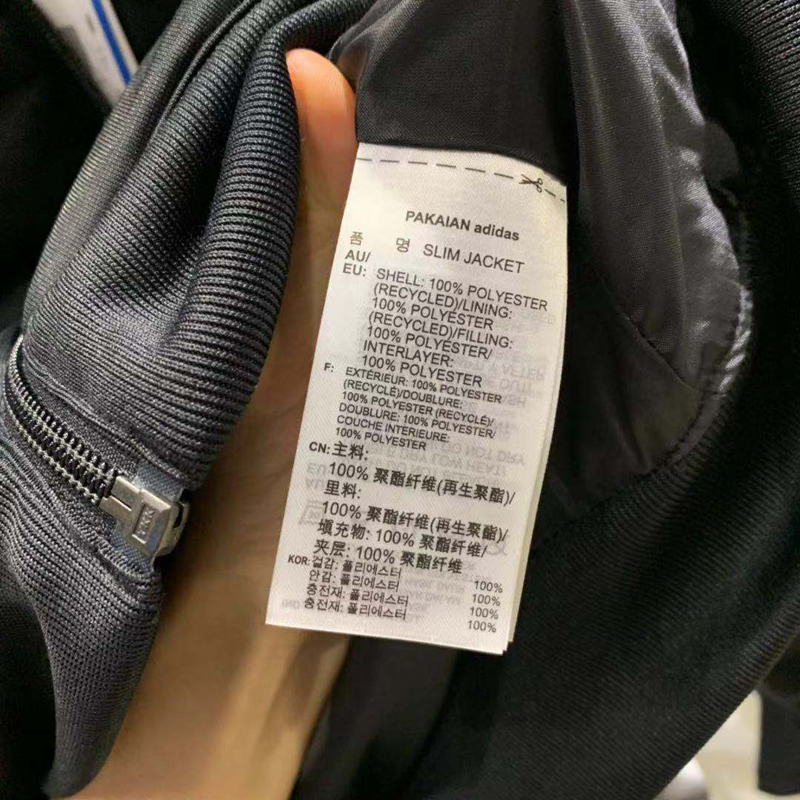 PAKAIAN adidas
품 명 SLIM JACKET
AU/
EU: SHELL: 100% POLYESTER
(RECYCLED)/LINING:
100% POLYESTER
(RECYCLED)/FILLING:
100% POLYESTER/
INTERLAYER:
100% POLYESTER
F: EXTÉRIEUR: 100% POLYESTER
(RECYCLÉ)/DOUBLURE:
100% POLYESTER (RECYCLÉ)/
DOUBLURE: 100% POLYESTER/
COUCHE INTERIEURE:
100% POLYESTER
CN: 主料:
100% 聚酯纤维(再生聚酯)/
里料:
100% 聚酯纤维(再生聚酯)/
填充物: 100% 聚酯纤维/
夹层: 100% 聚酯纤维
KOR: 겉감: 폴리에스터 100%
안감: 폴리에스터 100%
충전재: 폴리에스터 100%
충전재: 폴리에스터 100%